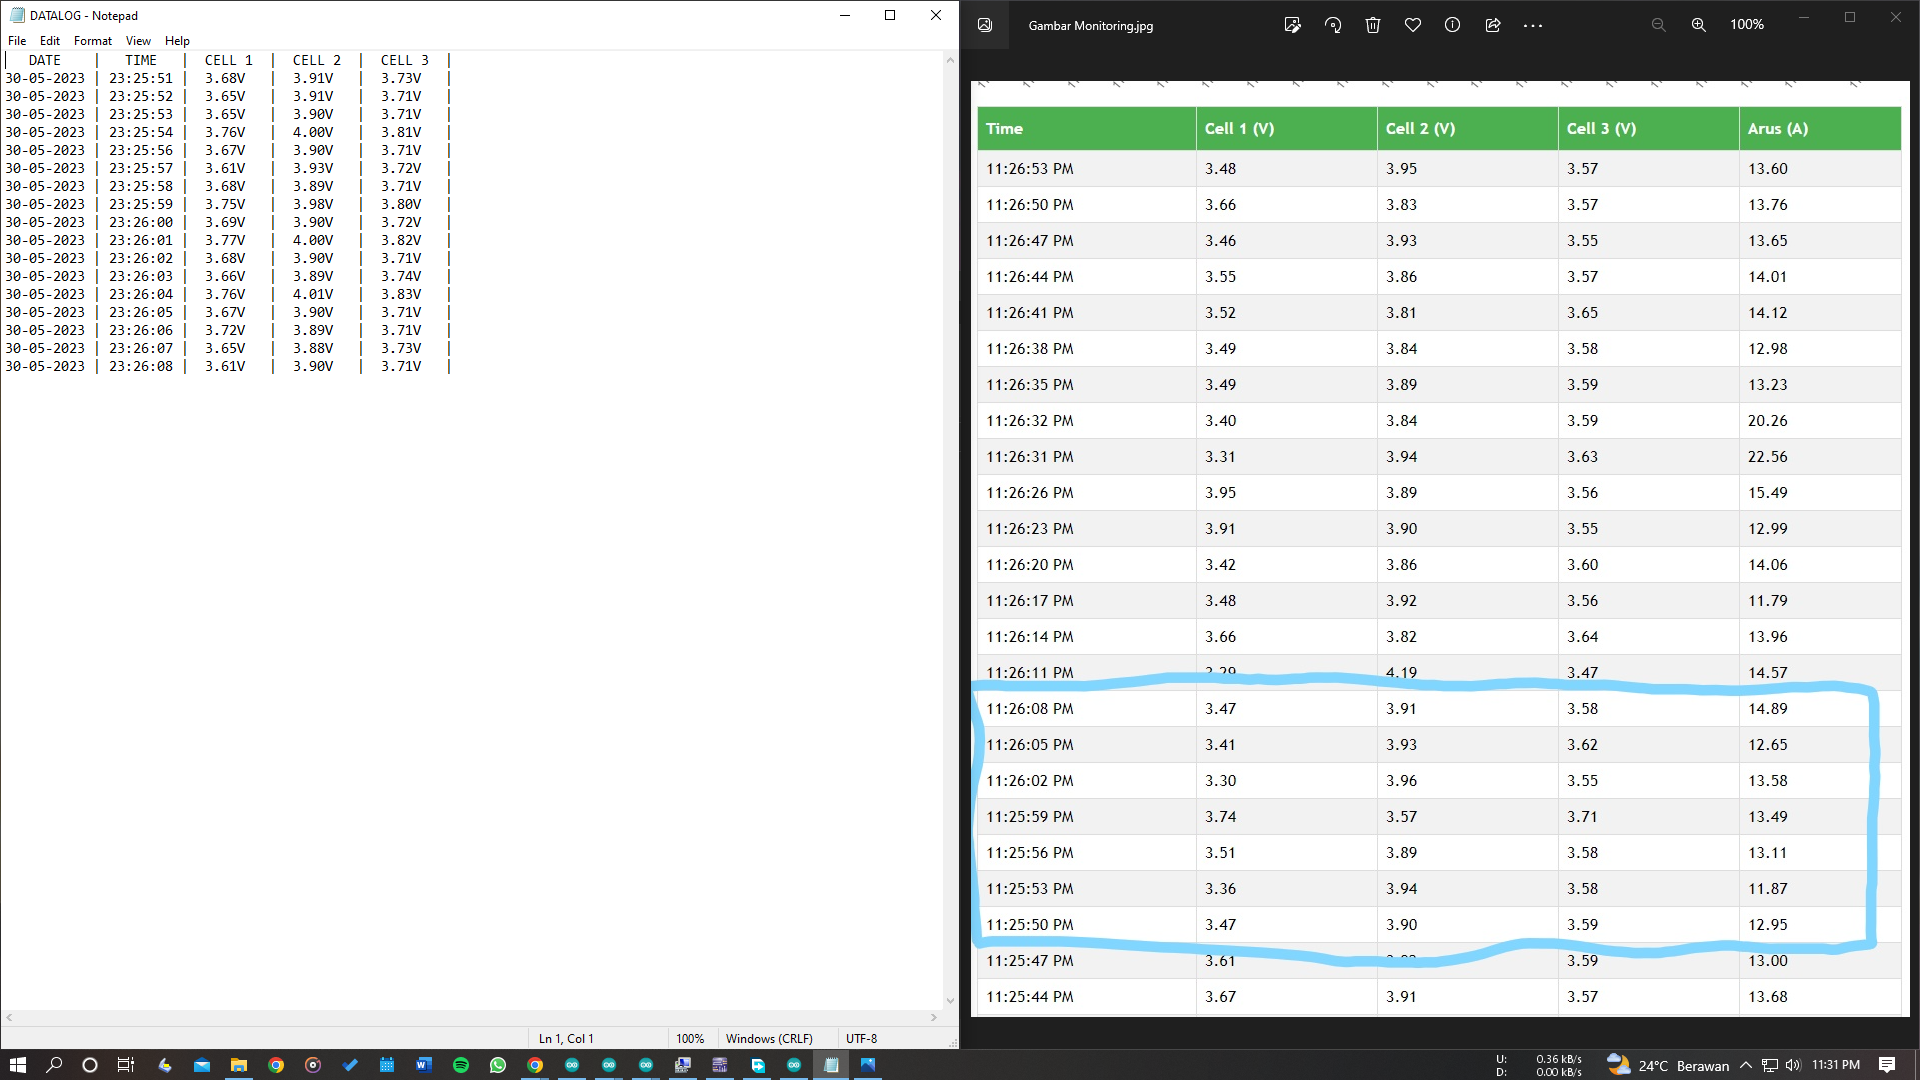 DATALOG - Notepad
File Edit Format View Help
DATE | TIME | CELL 1 | CELL 2 | CELL 3 |
30-05-2023 | 23:25:51 | 3.68V | 3.91V | 3.73V |
30-05-2023 | 23:25:52 | 3.65V | 3.91V | 3.71V |
30-05-2023 | 23:25:53 | 3.65V | 3.90V | 3.71V |
30-05-2023 | 23:25:54 | 3.76V | 4.00V | 3.81V |
30-05-2023 | 23:25:56 | 3.67V | 3.90V | 3.71V |
30-05-2023 | 23:25:57 | 3.61V | 3.93V | 3.72V |
30-05-2023 | 23:25:58 | 3.68V | 3.89V | 3.71V |
30-05-2023 | 23:25:59 | 3.75V | 3.98V | 3.80V |
30-05-2023 | 23:26:00 | 3.69V | 3.90V | 3.72V |
30-05-2023 | 23:26:01 | 3.77V | 4.00V | 3.82V |
30-05-2023 | 23:26:02 | 3.68V | 3.90V | 3.71V |
30-05-2023 | 23:26:03 | 3.66V | 3.89V | 3.74V |
30-05-2023 | 23:26:04 | 3.76V | 4.01V | 3.83V |
30-05-2023 | 23:26:05 | 3.67V | 3.90V | 3.71V |
30-05-2023 | 23:26:06 | 3.72V | 3.89V | 3.71V |
30-05-2023 | 23:26:07 | 3.65V | 3.88V | 3.73V |
30-05-2023 | 23:26:08 | 3.61V | 3.90V | 3.71V |
Ln 1, Col 1 100% Windows (CRLF) UTF-8
Gambar Monitoring.jpg 100%
Time Cell 1 (V) Cell 2 (V) Cell 3 (V) Arus (A)
11:26:53 PM 3.48 3.95 3.57 13.60
11:26:50 PM 3.66 3.83 3.57 13.76
11:26:47 PM 3.46 3.93 3.55 13.65
11:26:44 PM 3.55 3.86 3.57 14.01
11:26:41 PM 3.52 3.81 3.65 14.12
11:26:38 PM 3.49 3.84 3.58 12.98
11:26:35 PM 3.49 3.89 3.59 13.23
11:26:32 PM 3.40 3.84 3.59 20.26
11:26:31 PM 3.31 3.94 3.63 22.56
11:26:26 PM 3.95 3.89 3.56 15.49
11:26:23 PM 3.91 3.90 3.55 12.99
11:26:20 PM 3.42 3.86 3.60 14.06
11:26:17 PM 3.48 3.92 3.56 11.79
11:26:14 PM 3.66 3.82 3.64 13.96
11:26:11 PM 4.19 3.47 14.57
11:26:08 PM 3.47 3.91 3.58 14.89
11:26:05 PM 3.41 3.93 3.62 12.65
11:26:02 PM 3.30 3.96 3.55 13.58
11:25:59 PM 3.74 3.57 3.71 13.49
11:25:56 PM 3.51 3.89 3.58 13.11
11:25:53 PM 3.36 3.94 3.58 11.87
11:25:50 PM 3.47 3.90 3.59 12.95
11:25:47 PM 3.61 3.59 13.00
11:25:44 PM 3.67 3.91 3.57 13.68
U: 0.36 kB/s
D: 0.00 kB/s
24°C Berawan 11:31 PM